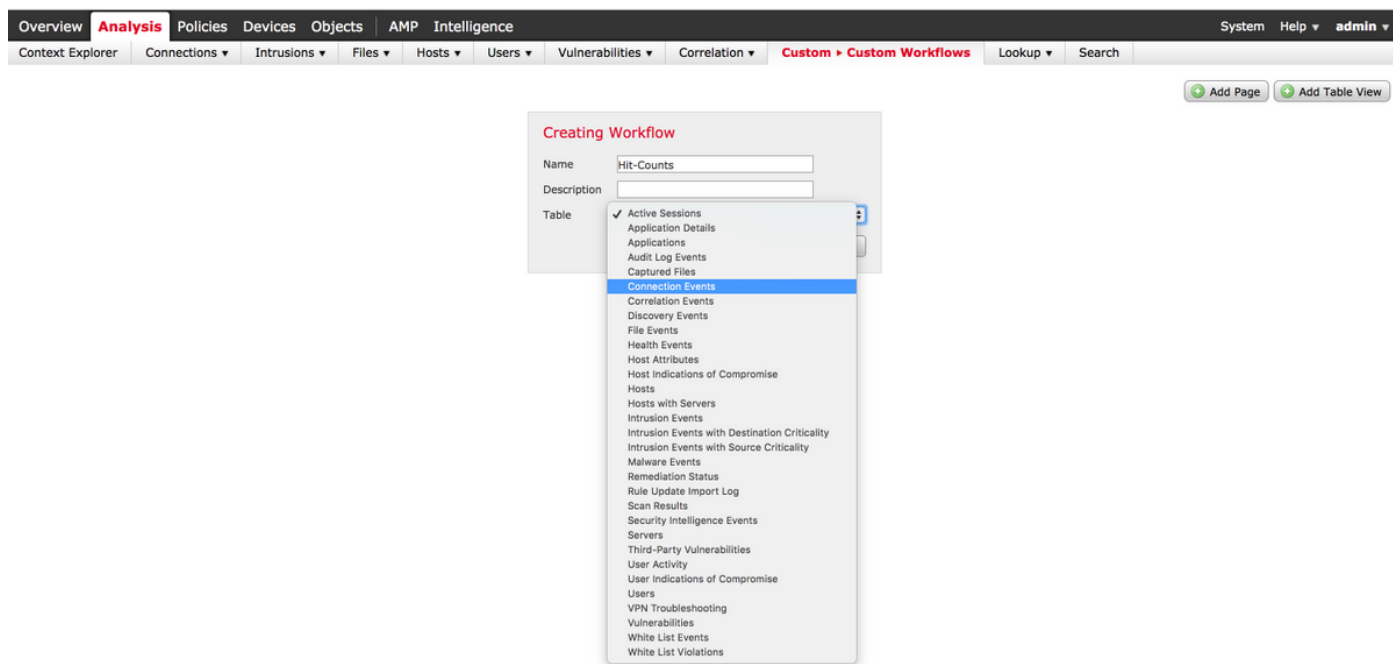 Overview Analysis Policies Devices Objects AMP Intelligence System Help admin
Context Explorer Connections Intrusions Files Hosts Users Vulnerabilities Correlation Custom Custom Workflows Lookup Search
Add Page Add Table View
Creating Workflow
Name Hit-Counts
Description
Table ✓ Active Sessions
Application Details
Applications
Audit Log Events
Captured Files
Connection Events
Correlation Events
Discovery Events
File Events
Health Events
Host Attributes
Host Indications of Compromise
Hosts
Hosts with Servers
Intrusion Events
Intrusion Events with Destination Criticality
Intrusion Events with Source Criticality
Malware Events
Remediation Status
Rule Update Import Log
Scan Results
Security Intelligence Events
Servers
Third-Party Vulnerabilities
User Activity
User Indications of Compromise
Users
VPN Troubleshooting
Vulnerabilities
White List Events
White List Violations